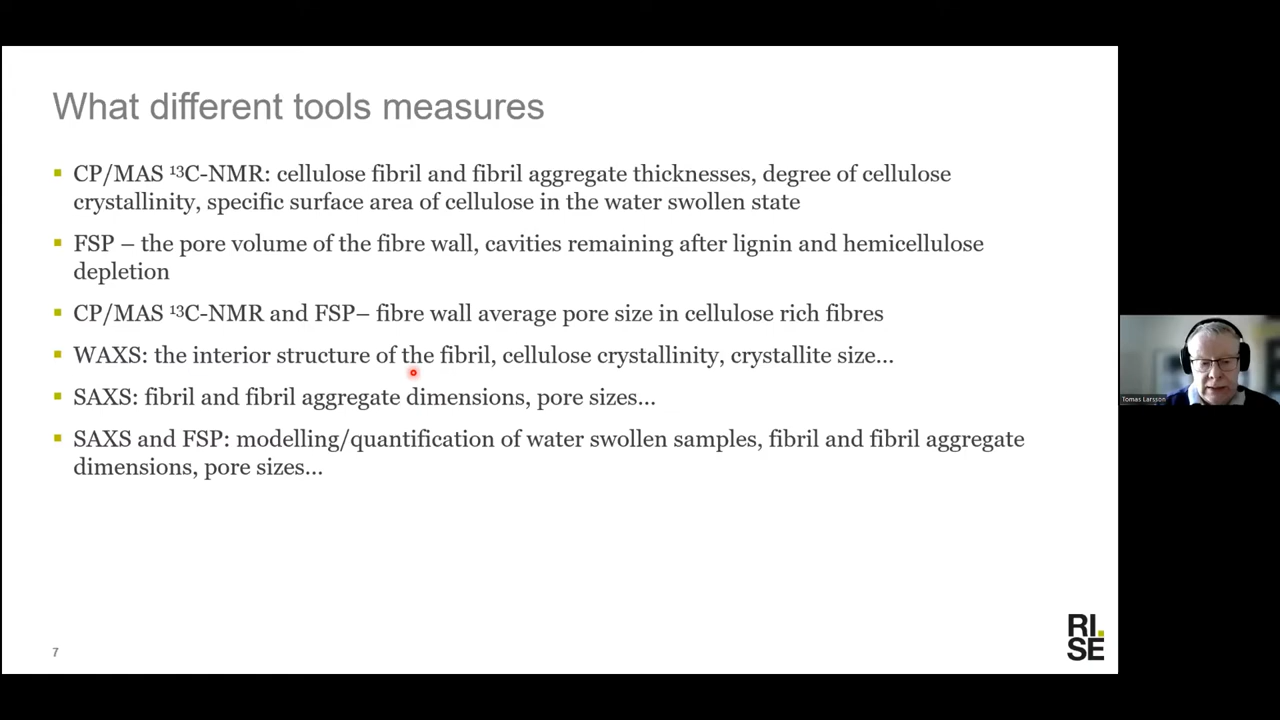 What different tools measures
CP/MAS ¹³C-NMR: cellulose fibril and fibril aggregate thicknesses, degree of cellulose
crystallinity, specific surface area of cellulose in the water swollen state
FSP – the pore volume of the fibre wall, cavities remaining after lignin and hemicellulose
depletion
CP/MAS ¹³C-NMR and FSP– fibre wall average pore size in cellulose rich fibres
WAXS: the interior structure of the fibril, cellulose crystallinity, crystallite size...
SAXS: fibril and fibril aggregate dimensions, pore sizes...
SAXS and FSP: modelling/quantification of water swollen samples, fibril and fibril aggregate
dimensions, pore sizes...
7
RI.
SE
Tomas Larsson